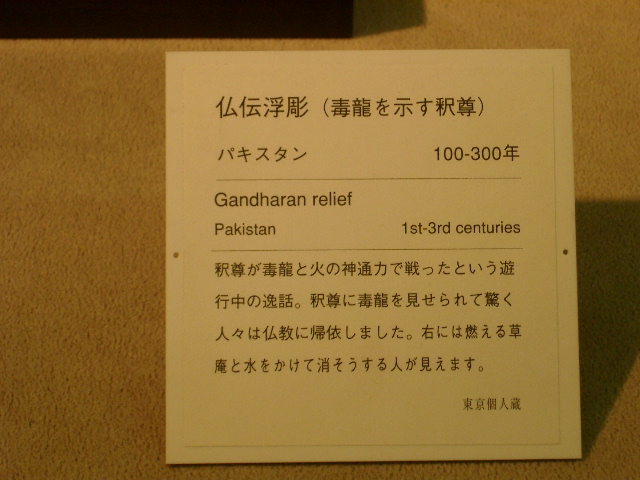 仏伝浮彫（毒龍を示す釈尊）
パキスタン 100-300年
Gandharan relief
Pakistan 1st-3rd centuries
釈尊が毒龍と火の神通力で戦ったという遊
行中の逸話。釈尊に毒龍を見せられて驚く
人々は仏教に帰依しました。右には燃える草
庵と水をかけて消そうする人が見えます。
東京個人蔵